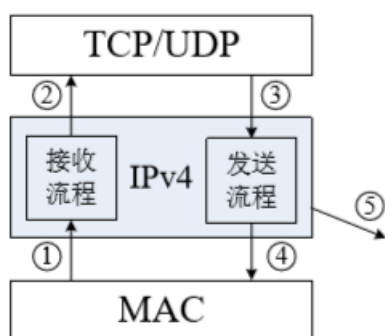 TCP/UDP
② ③
接收
流程
IPv4
发送
流程
⑤
① ④
MAC